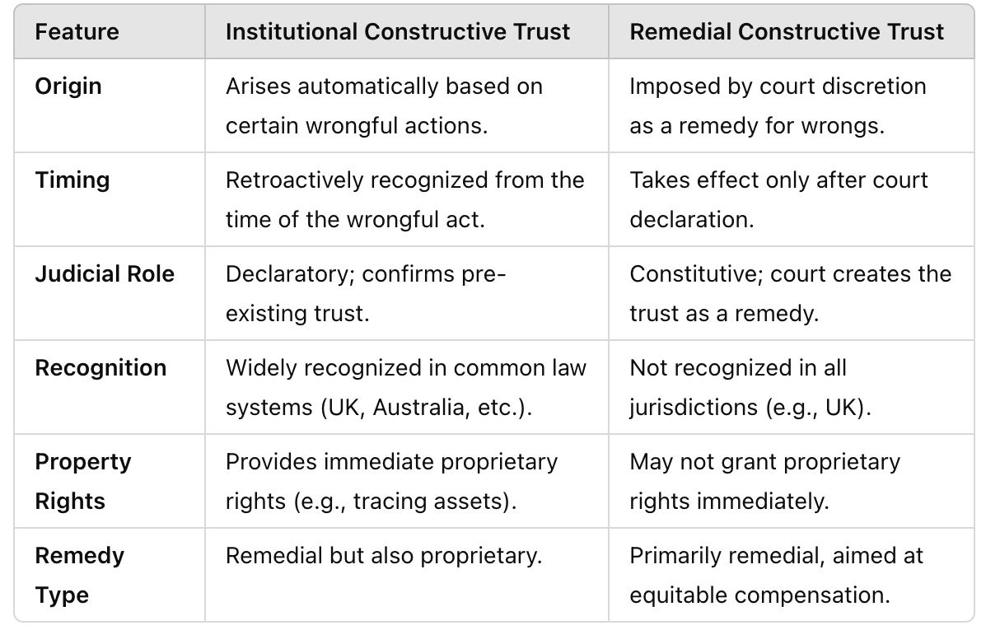 Feature
Institutional Constructive Trust
Remedial Constructive Trust
Origin
Arises automatically based on
certain wrongful actions.
Imposed by court discretion
as a remedy for wrongs.
Timing
Retroactively recognized from the
time of the wrongful act.
Takes effect only after court
declaration.
Judicial Role
Declaratory; confirms pre-
existing trust.
Constitutive; court creates the
trust as a remedy.
Recognition
Widely recognized in common law
systems (UK, Australia, etc.).
Not recognized in all
jurisdictions (e.g., UK).
Property
Rights
Provides immediate proprietary
rights (e.g., tracing assets).
May not grant proprietary
rights immediately.
Remedy
Type
Remedial but also proprietary.
Primarily remedial, aimed at
equitable compensation.